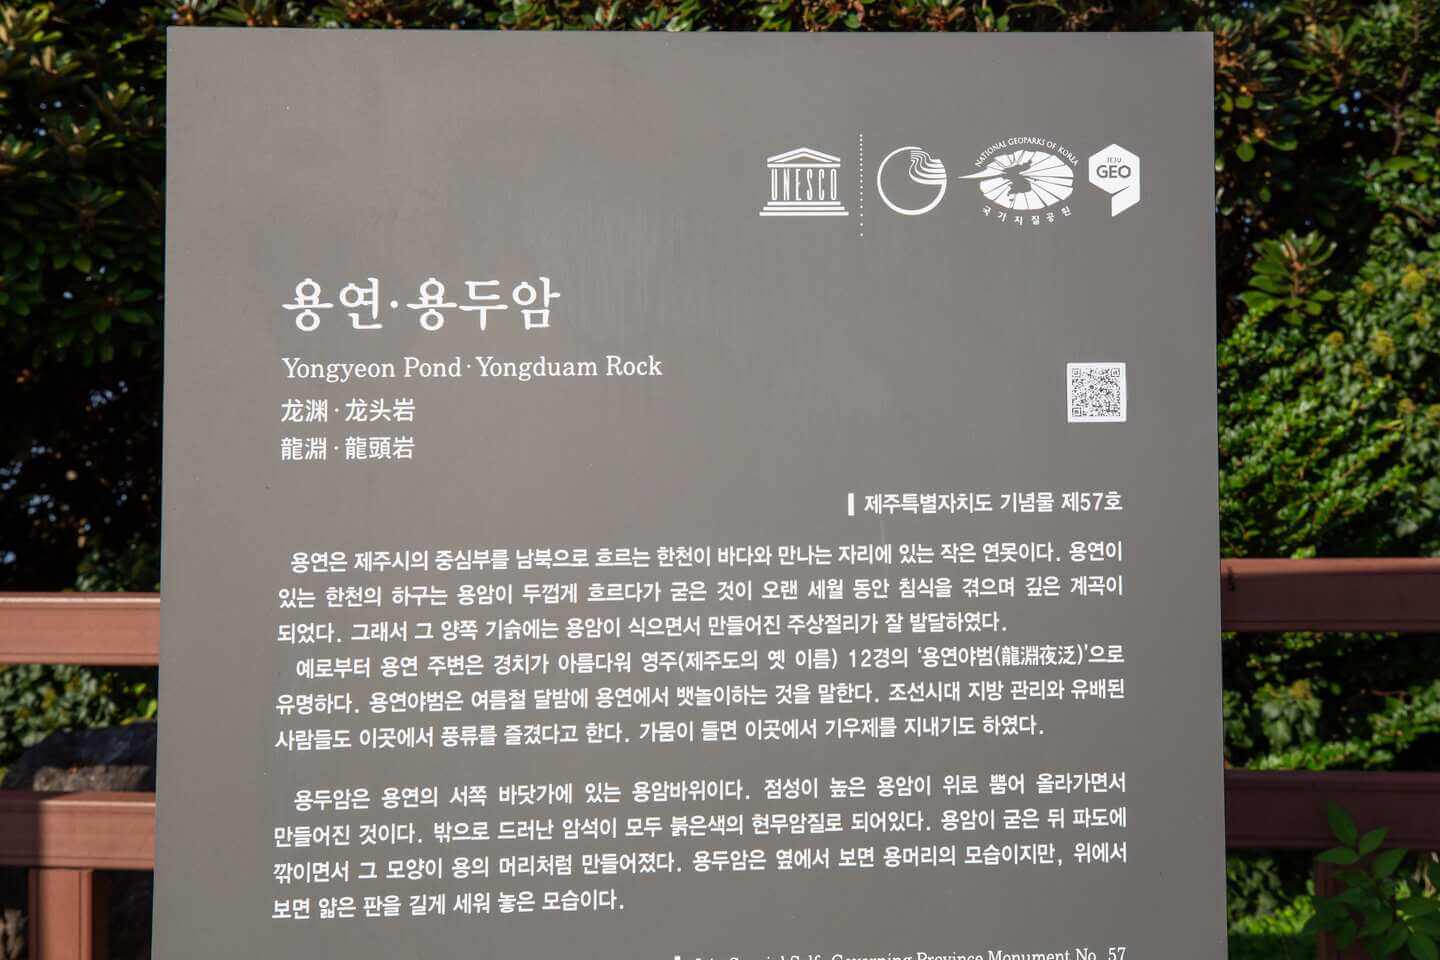 UNESCO
NATIONAL GEOPARKS OF KOREA
국가지질공원
JEJU
GEO
용연·용두암
Yongyeon Pond·Yongduam Rock
龙渊·龙头岩
龍淵·龍頭岩
제주특별자치도 기념물 제57호
용연은 제주시의 중심부를 남북으로 흐르는 한천이 바다와 만나는 자리에 있는 작은 연못이다. 용연이
있는 한천의 하구는 용암이 두껍게 흐르다가 굳은 것이 오랜 세월 동안 침식을 겪으며 깊은 계곡이
되었다. 그래서 그 양쪽 기슭에는 용암이 식으면서 만들어진 주상절리가 잘 발달하였다.
예로부터 용연 주변은 경치가 아름다워 영주(제주도의 옛 이름) 12경의 '용연야범(龍淵夜泛)'으로
유명하다. 용연야범은 여름철 달밤에 용연에서 뱃놀이하는 것을 말한다. 조선시대 지방 관리와 유배된
사람들도 이곳에서 풍류를 즐겼다고 한다. 가뭄이 들면 이곳에서 기우제를 지내기도 하였다.
용두암은 용연의 서쪽 바닷가에 있는 용암바위이다. 점성이 높은 용암이 위로 뿜어 올라가면서
만들어진 것이다. 밖으로 드러난 암석이 모두 붉은색의 현무암질로 되어있다. 용암이 굳은 뒤 파도에
깎이면서 그 모양이 용의 머리처럼 만들어졌다. 용두암은 옆에서 보면 용머리의 모습이지만, 위에서
보면 얇은 판을 길게 세워 놓은 모습이다.
Special Self-Governing Province Monument No. 57